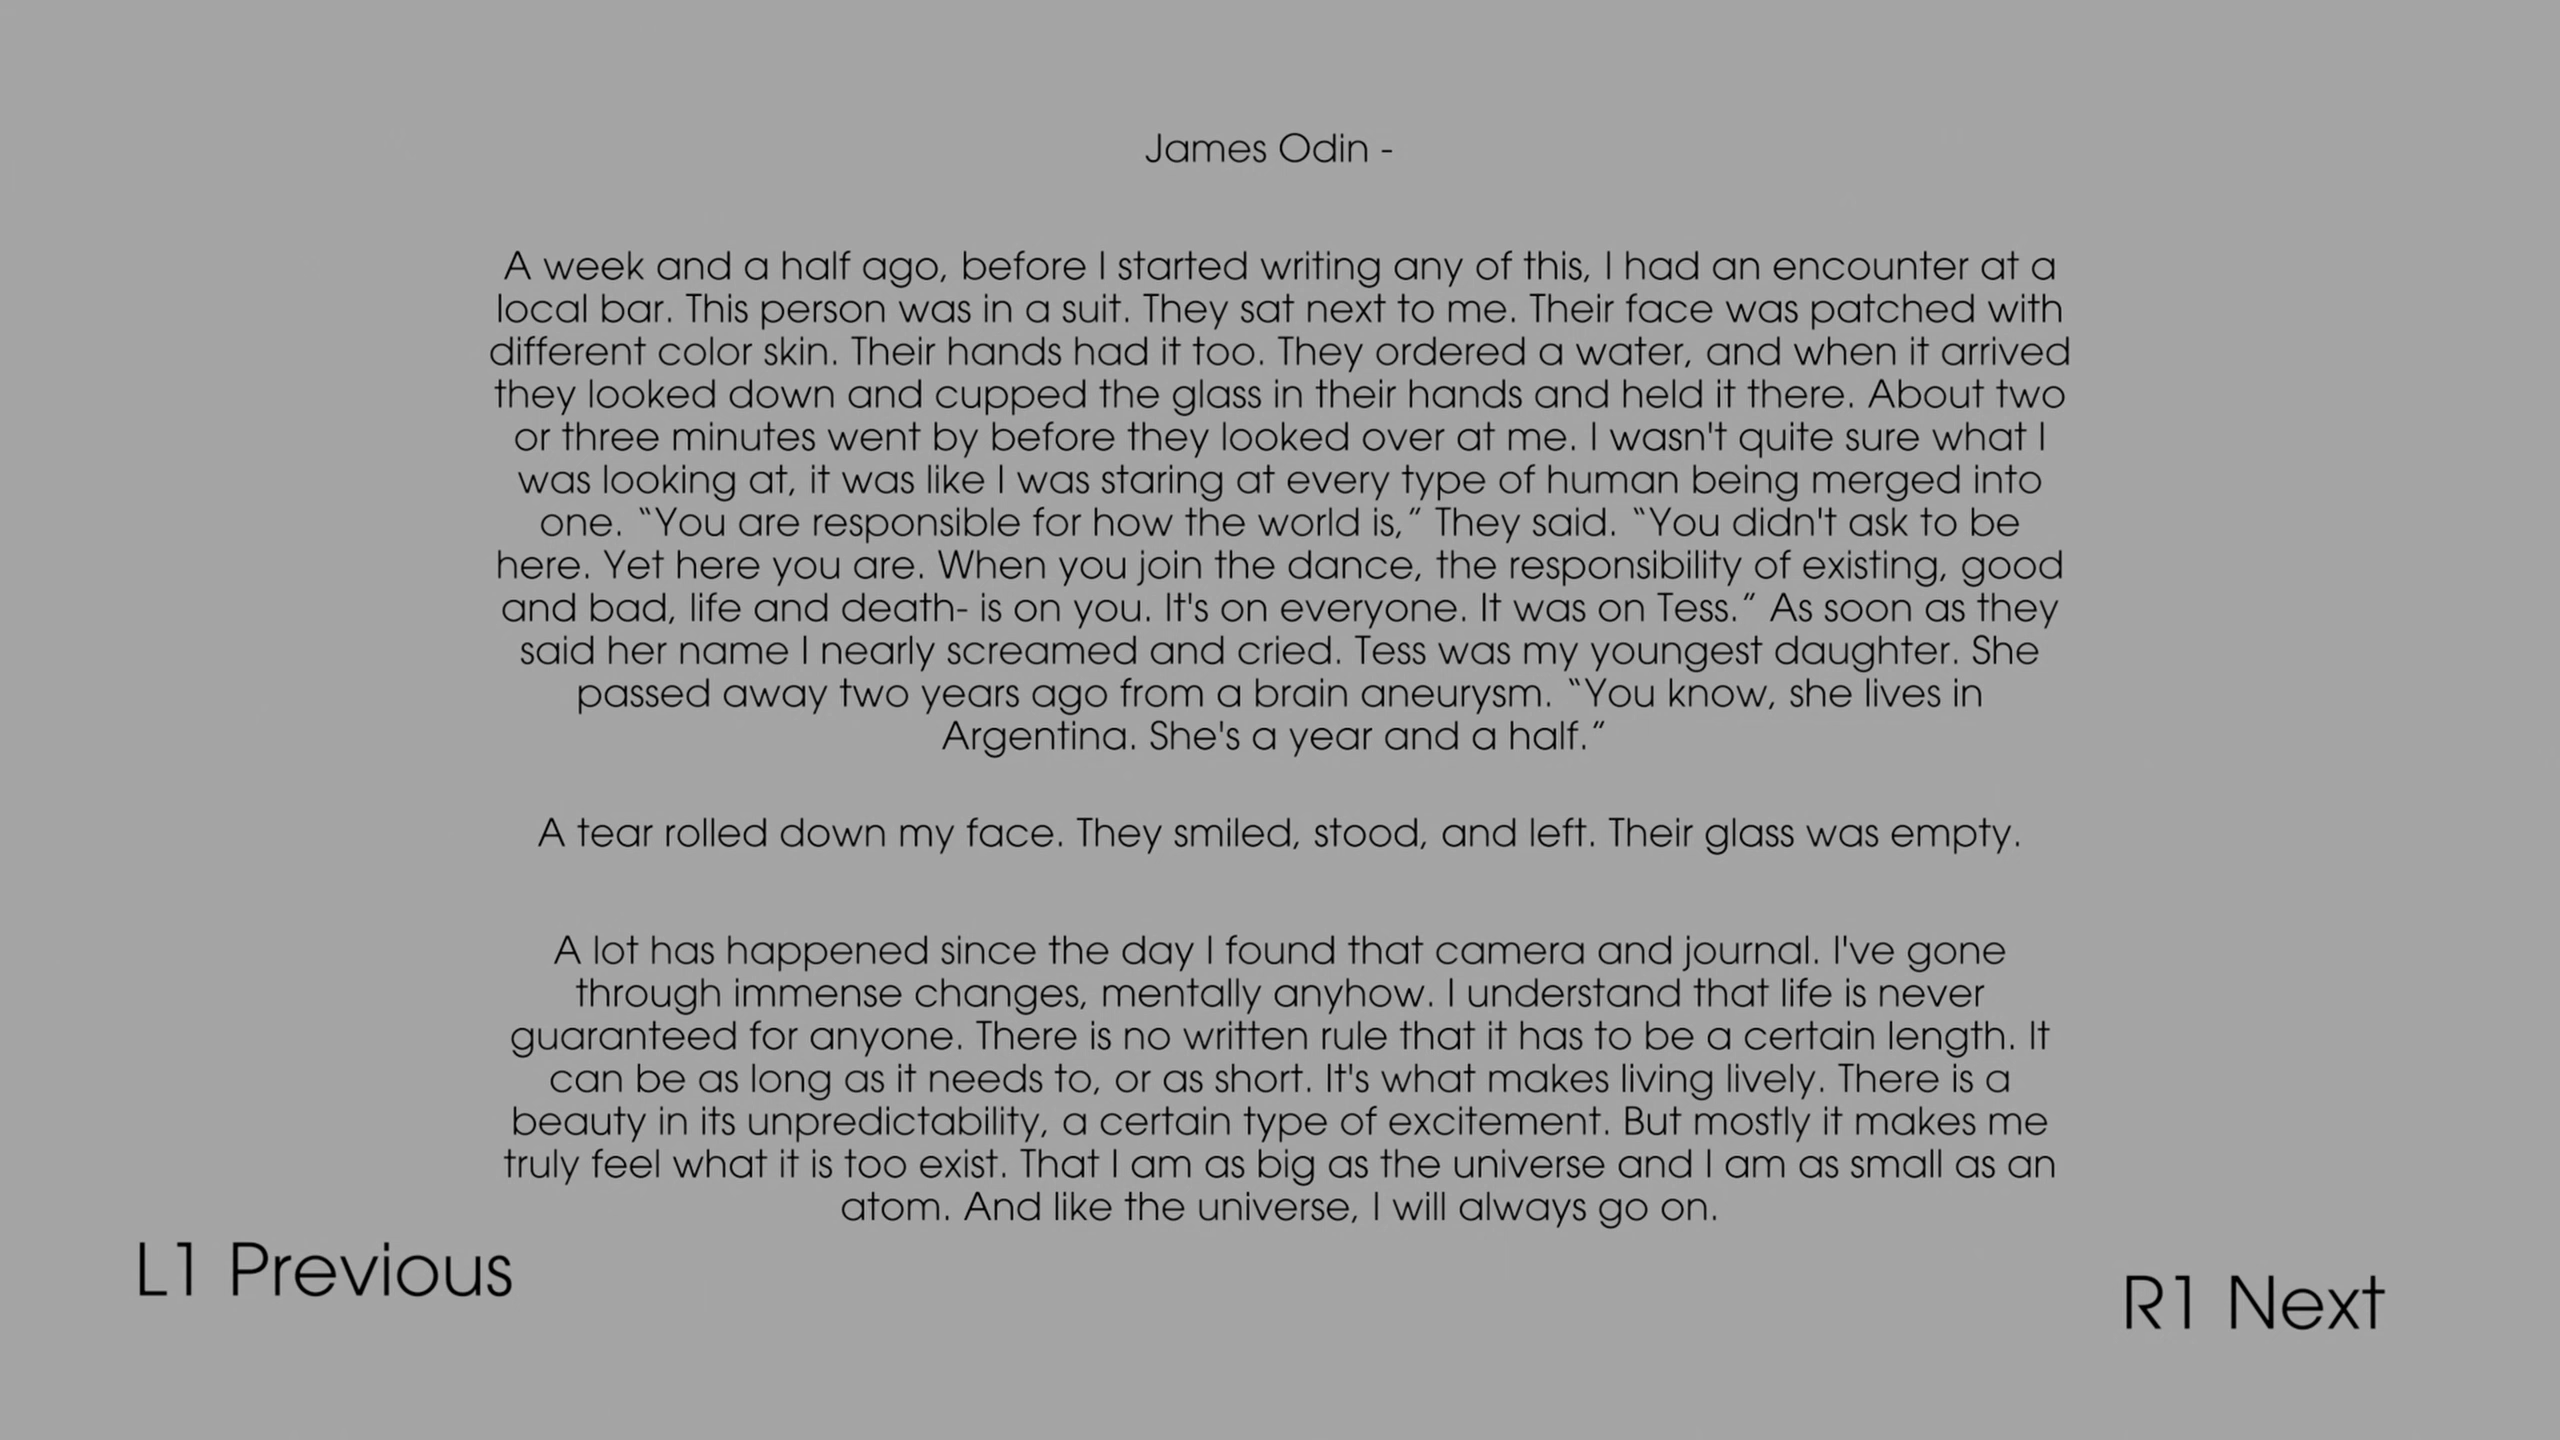 James Odin -
A week and a half ago, before I started writing any of this, I had an encounter at a
local bar. This person was in a suit. They sat next to me. Their face was patched with
different color skin. Their hands had it too. They ordered a water, and when it arrived
they looked down and cupped the glass in their hands and held it there. About two
or three minutes went by before they looked over at me. I wasn't quite sure what I
was looking at, it was like I was staring at every type of human being merged into
one. “You are responsible for how the world is,” They said. “You didn't ask to be
here. Yet here you are. When you join the dance, the responsibility of existing, good
and bad, life and death- is on you. It's on everyone. It was on Tess.” As soon as they
said her name I nearly screamed and cried. Tess was my youngest daughter. She
passed away two years ago from a brain aneurysm. “You know, she lives in
Argentina. She's a year and a half.”
A tear rolled down my face. They smiled, stood, and left. Their glass was empty.
A lot has happened since the day I found that camera and journal. I've gone
through immense changes, mentally anyhow. I understand that life is never
guaranteed for anyone. There is no written rule that it has to be a certain length. It
can be as long as it needs to, or as short. It's what makes living lively. There is a
beauty in its unpredictability, a certain type of excitement. But mostly it makes me
truly feel what it is too exist. That I am as big as the universe and I am as small as an
atom. And like the universe, I will always go on.
L1 Previous
R1 Next